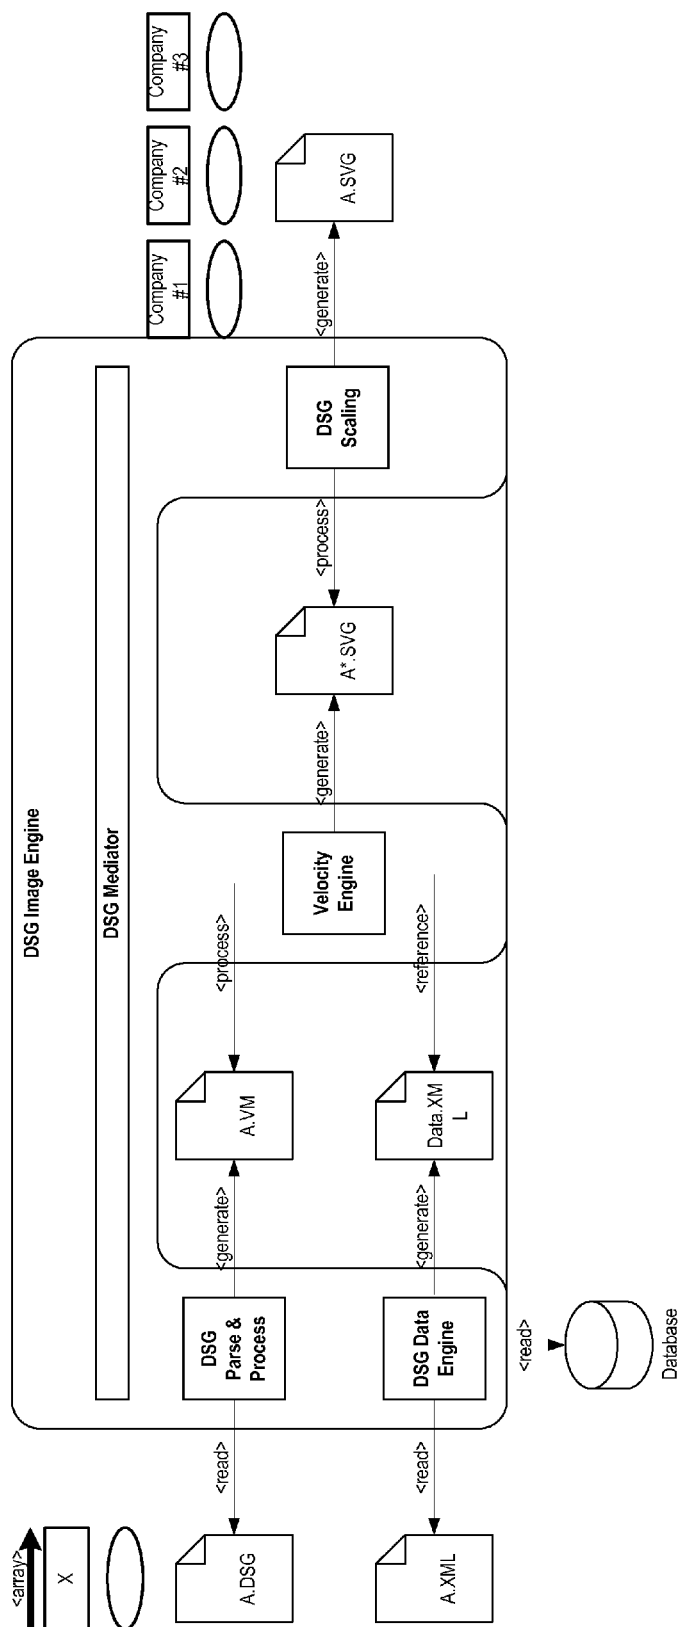 <array>
X
A.DSG
A.XML
<read>
<read>
DSG Image Engine
DSG Mediator
DSG
Parse &
Process
DSG Data
Engine
<read>
Database
<generate>
<generate>
A.VM
Data.XM
L
<process>
<reference>
Velocity
Engine
<generate>
A*.SVG
<process>
DSG
Scaling
<generate>
A.SVG
Company
#1
Company
#2
Company
#3